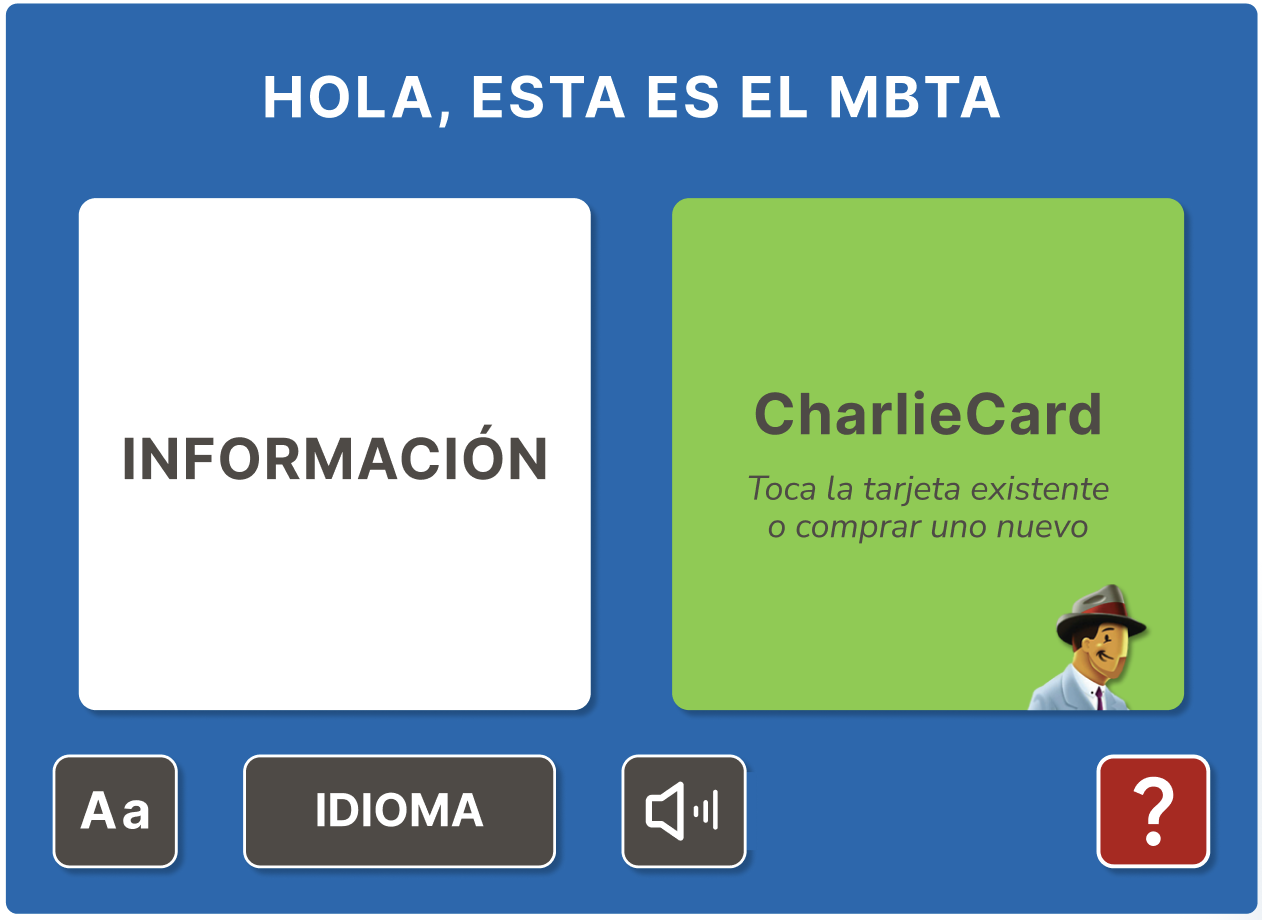 HOLA, ESTA ES EL MBTA
INFORMACIÓN
CharlieCard
Toca la tarjeta existente
o comprar uno nuevo
Aa
IDIOMA
?